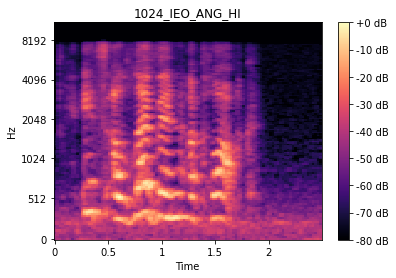 1024_IEO_ANG_HI
+0 dB
8192
-10 dB
4096
-20 dB
-30 dB
2048
Hz
-40 dB
1024
-50 dB
512
-60 dB
-70 dB
0
-80 dB
0 0.5 1 1.5 2
Time